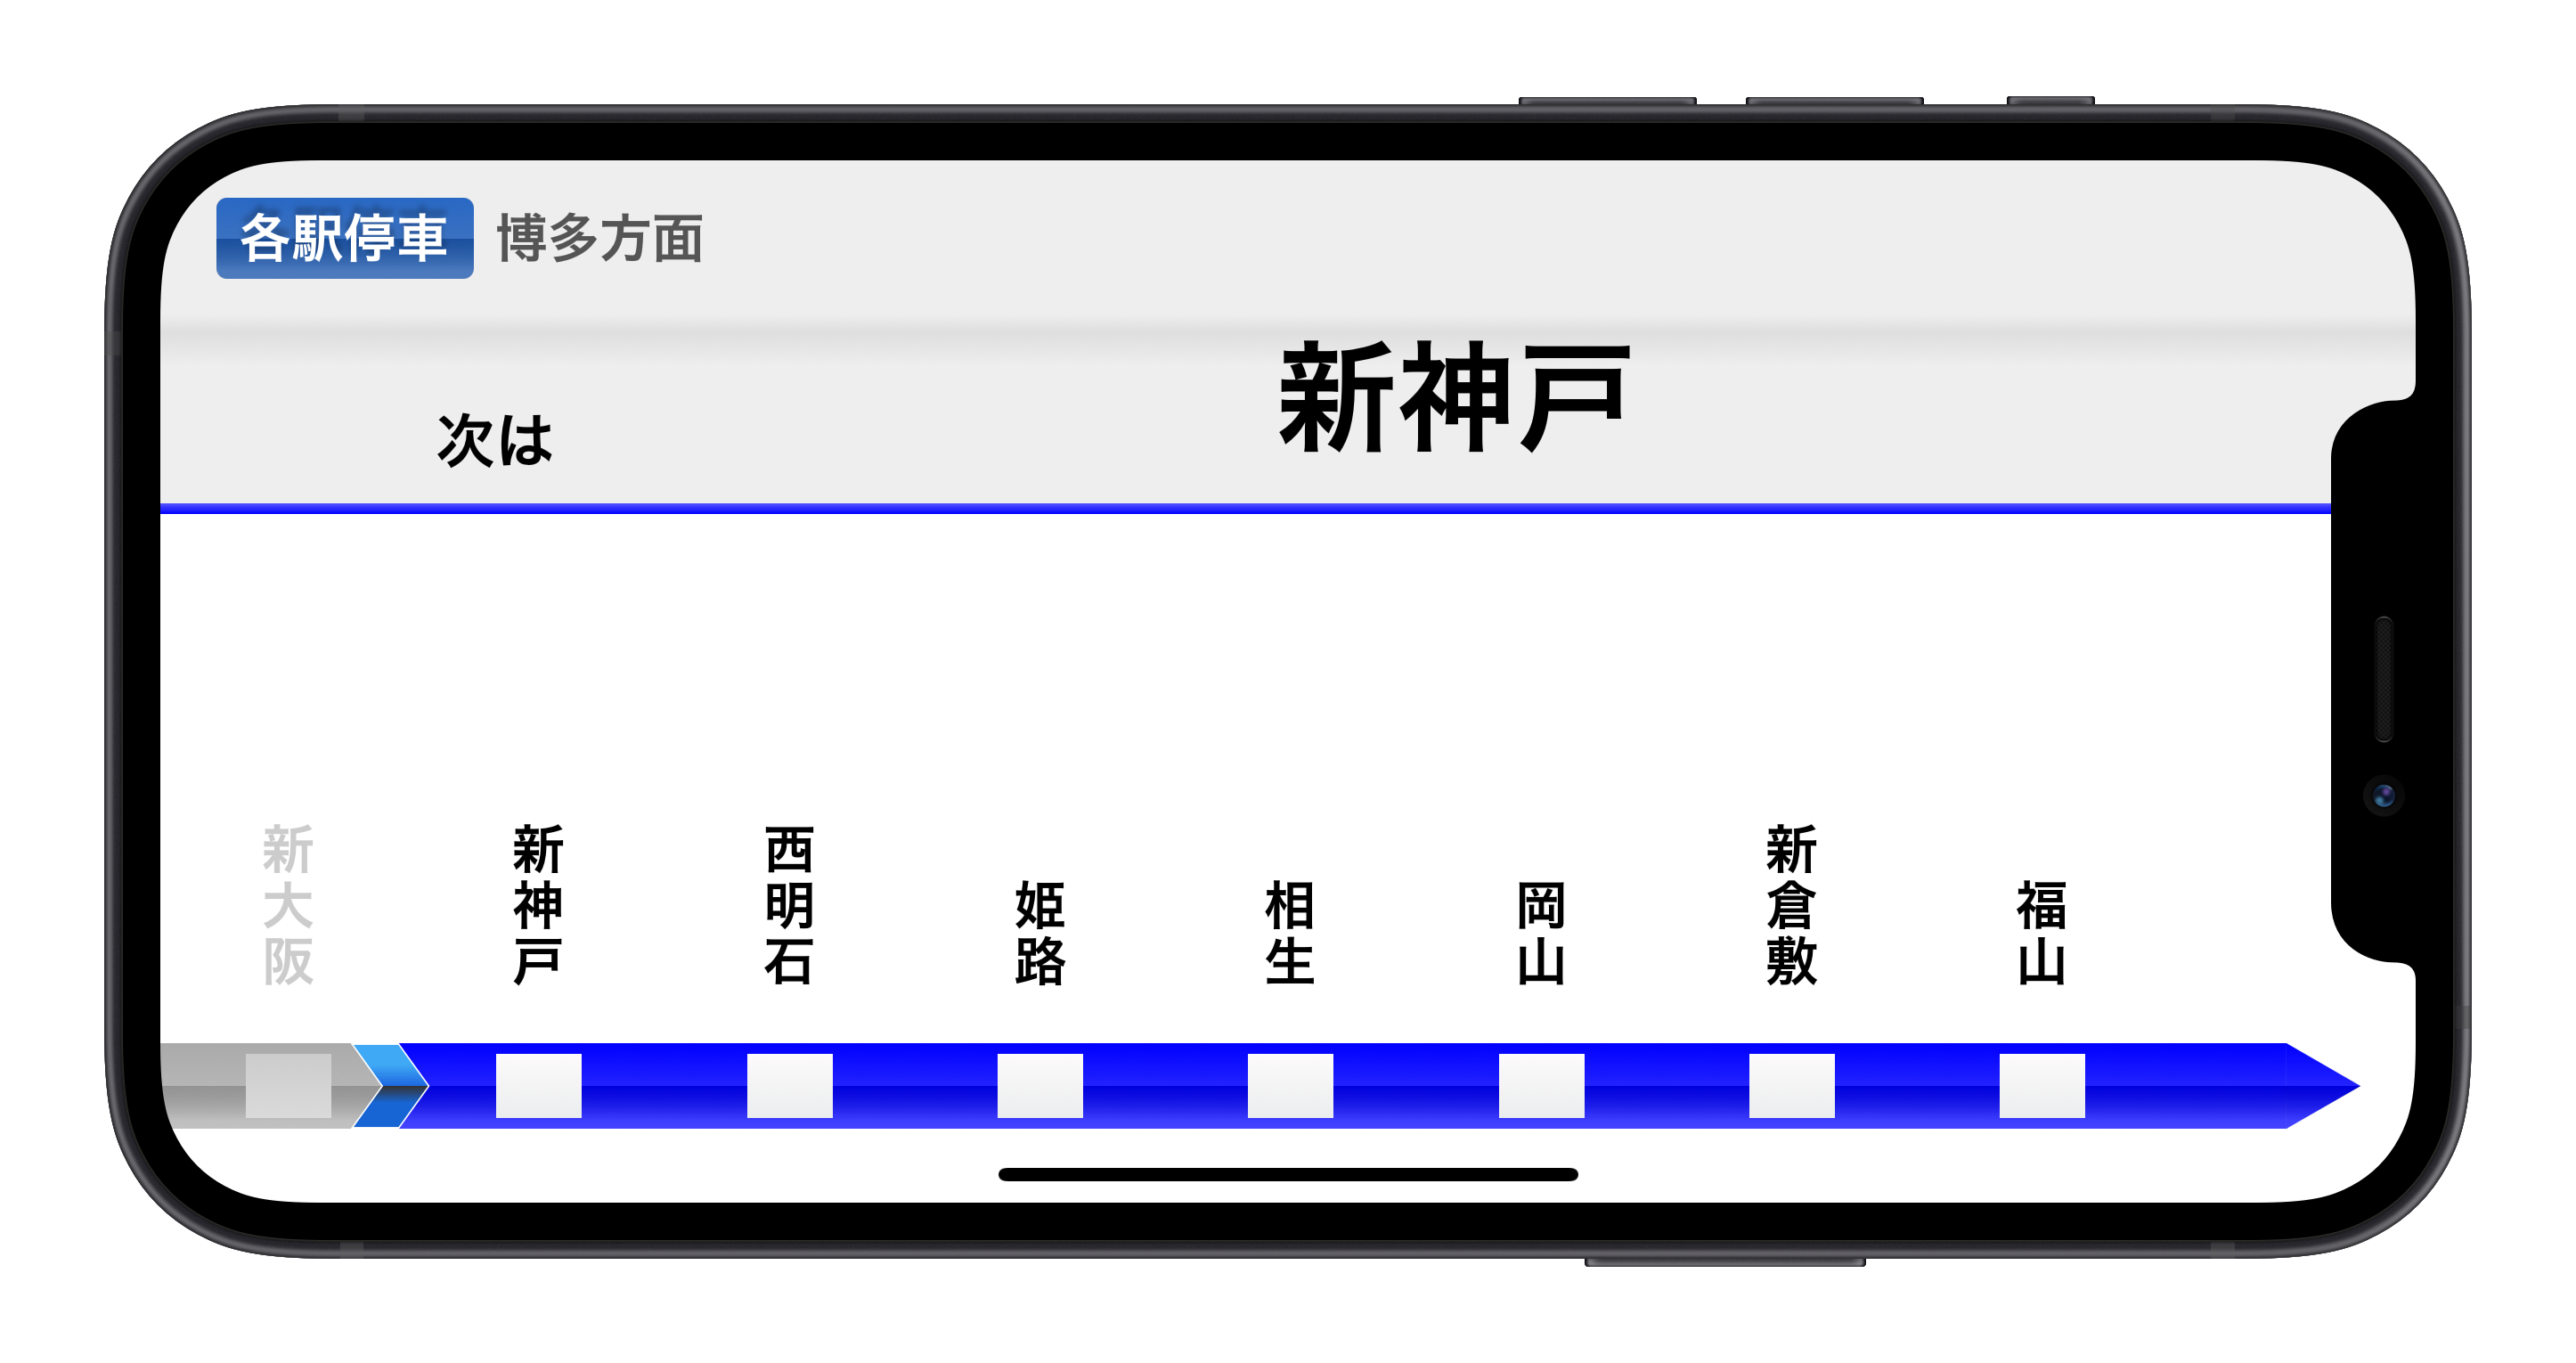 各駅停車 博多方面
次は 新神戸
新大阪
新神戸
西明石
姫路
相生
岡山
新倉敷
福山